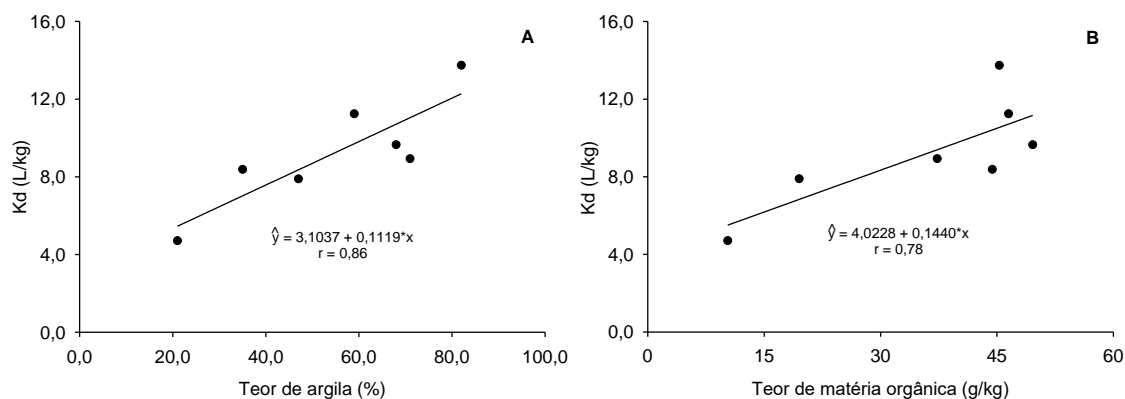 16,0
12,0
8,0
4,0
0,0
Kd (L/kg)
A
ŷ = 3,1037 + 0,1119*x
r = 0,86
0,0 20,0 40,0 60,0 80,0 100,0
Teor de argila (%)
16,0
12,0
8,0
4,0
0,0
Kd (L/kg)
B
ŷ = 4,0228 + 0,1440*x
r = 0,78
0 15 30 45 60
Teor de matéria orgânica (g/kg)